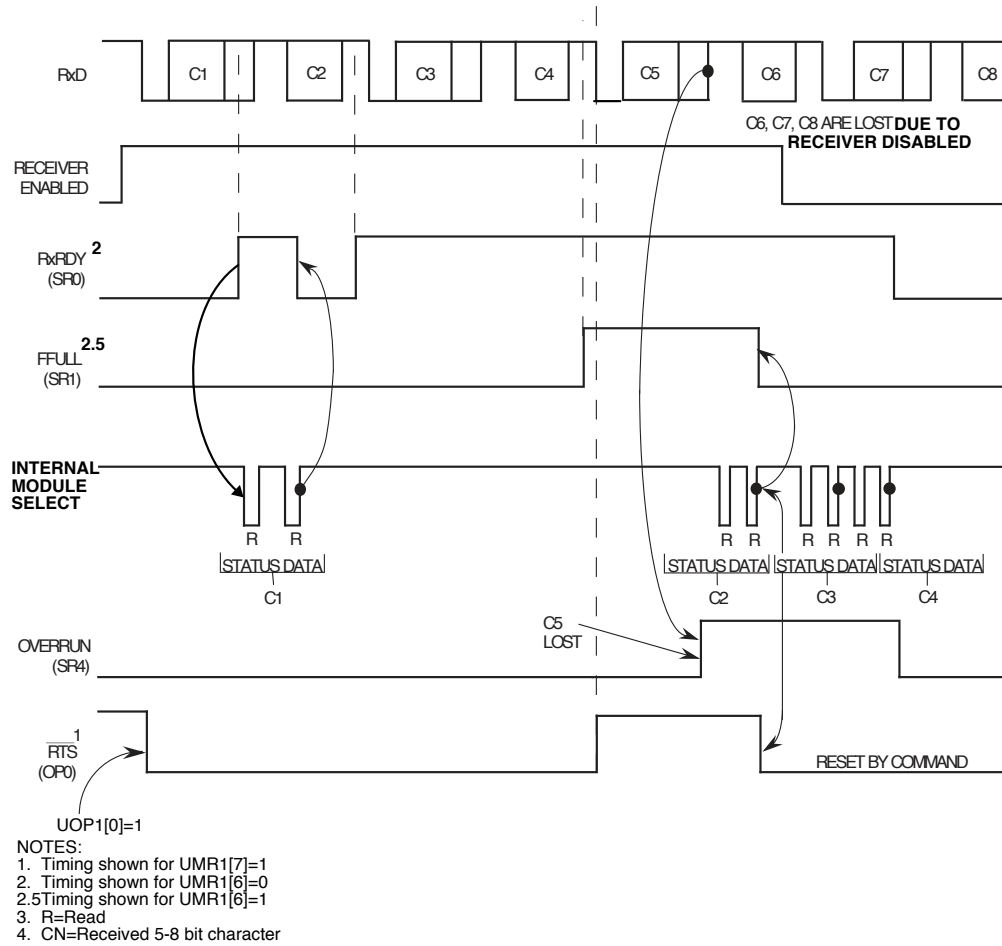 RxD
C1
C2
C3
C4
C5
C6
C7
C8
C6, C7, C8 ARE LOST DUE TO
RECEIVER DISABLED
RECEIVER
ENABLED
RxRDY 2
(SR0)
FFULL 2.5
(SR1)
INTERNAL
MODULE
SELECT
R R R R R R R R
STATUS DATA STATUS DATA STATUS DATA STATUS DATA
C1 C2 C3 C4
C5
LOST
OVERRUN
(SR4)
RTS 1
(OP0)
RESET BY COMMAND
UOP1[0]=1
NOTES:
1. Timing shown for UMR1[7]=1
2. Timing shown for UMR1[6]=0
2.5Timing shown for UMR1[6]=1
3. R=Read
4. CN=Received 5-8 bit character